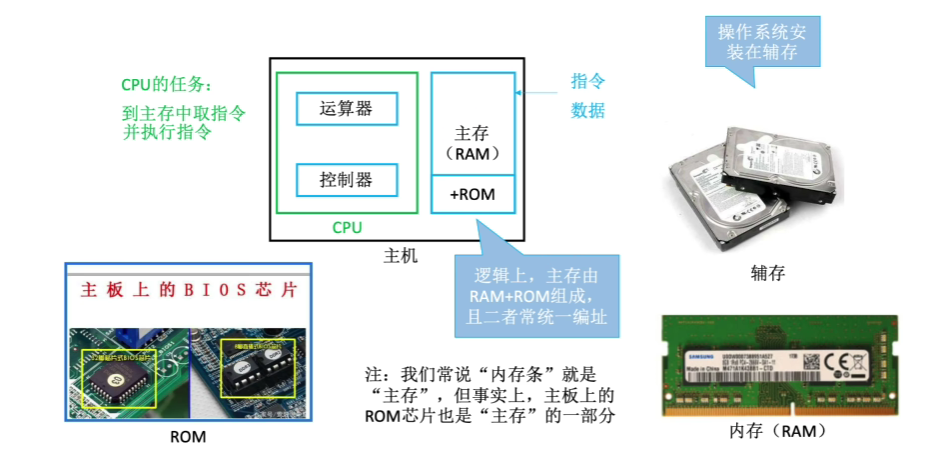 操作系统安
装在辅存
CPU的任务：
到主存中取指令
并执行指令
运算器
控制器
CPU
主存
（RAM）
+ROM
指令
数据
主机
辅存
逻辑上，主存由
RAM+ROM组成，
且二者常统一编址
主板上的BIOS芯片
ROM
注：我们常说“内存条”就是
“主存”，但事实上，主板上的
ROM芯片也是“主存”的一部分
SAMSUNG
Made in China
内存（RAM）